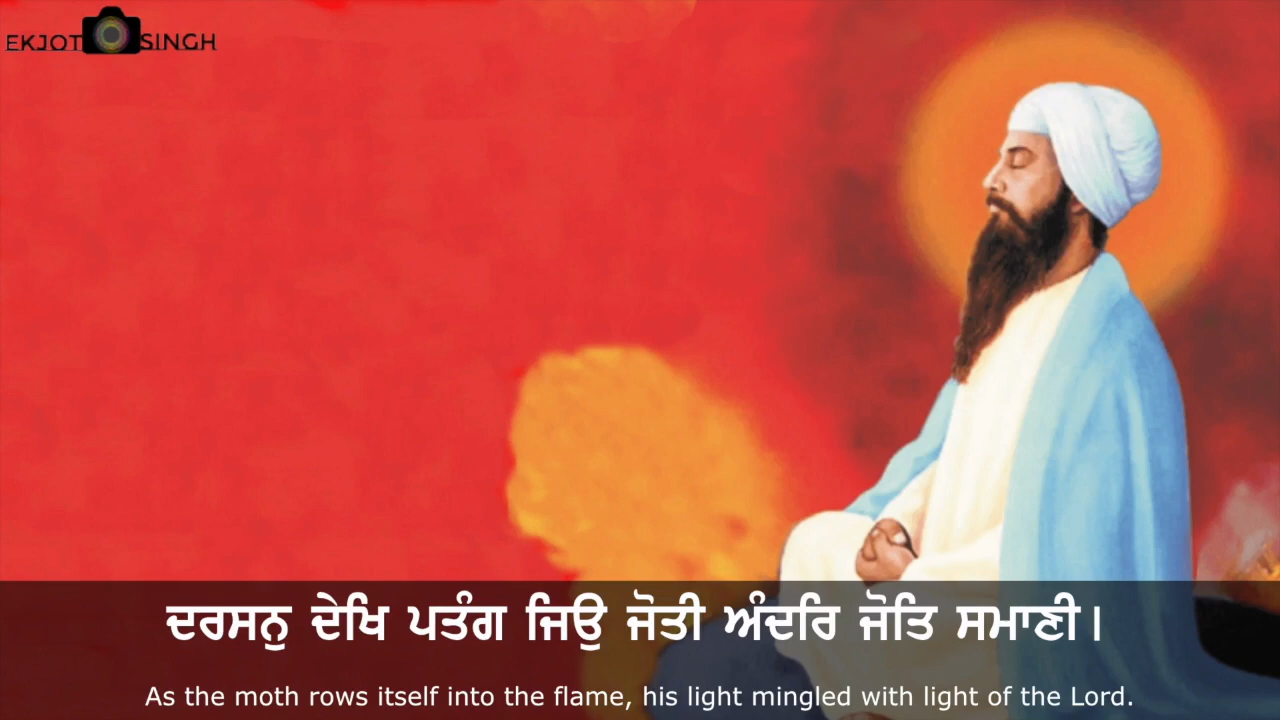 EKJOT SINGH
ਦਰਸਨੁ ਦੇਖਿ ਪਤੰਗ ਜਿਉ ਜੋਤੀ ਅੰਦਰਿ ਜੋਤਿ ਸਮਾਣੀ।
As the moth rows itself into the flame, his light mingled with light of the Lord.